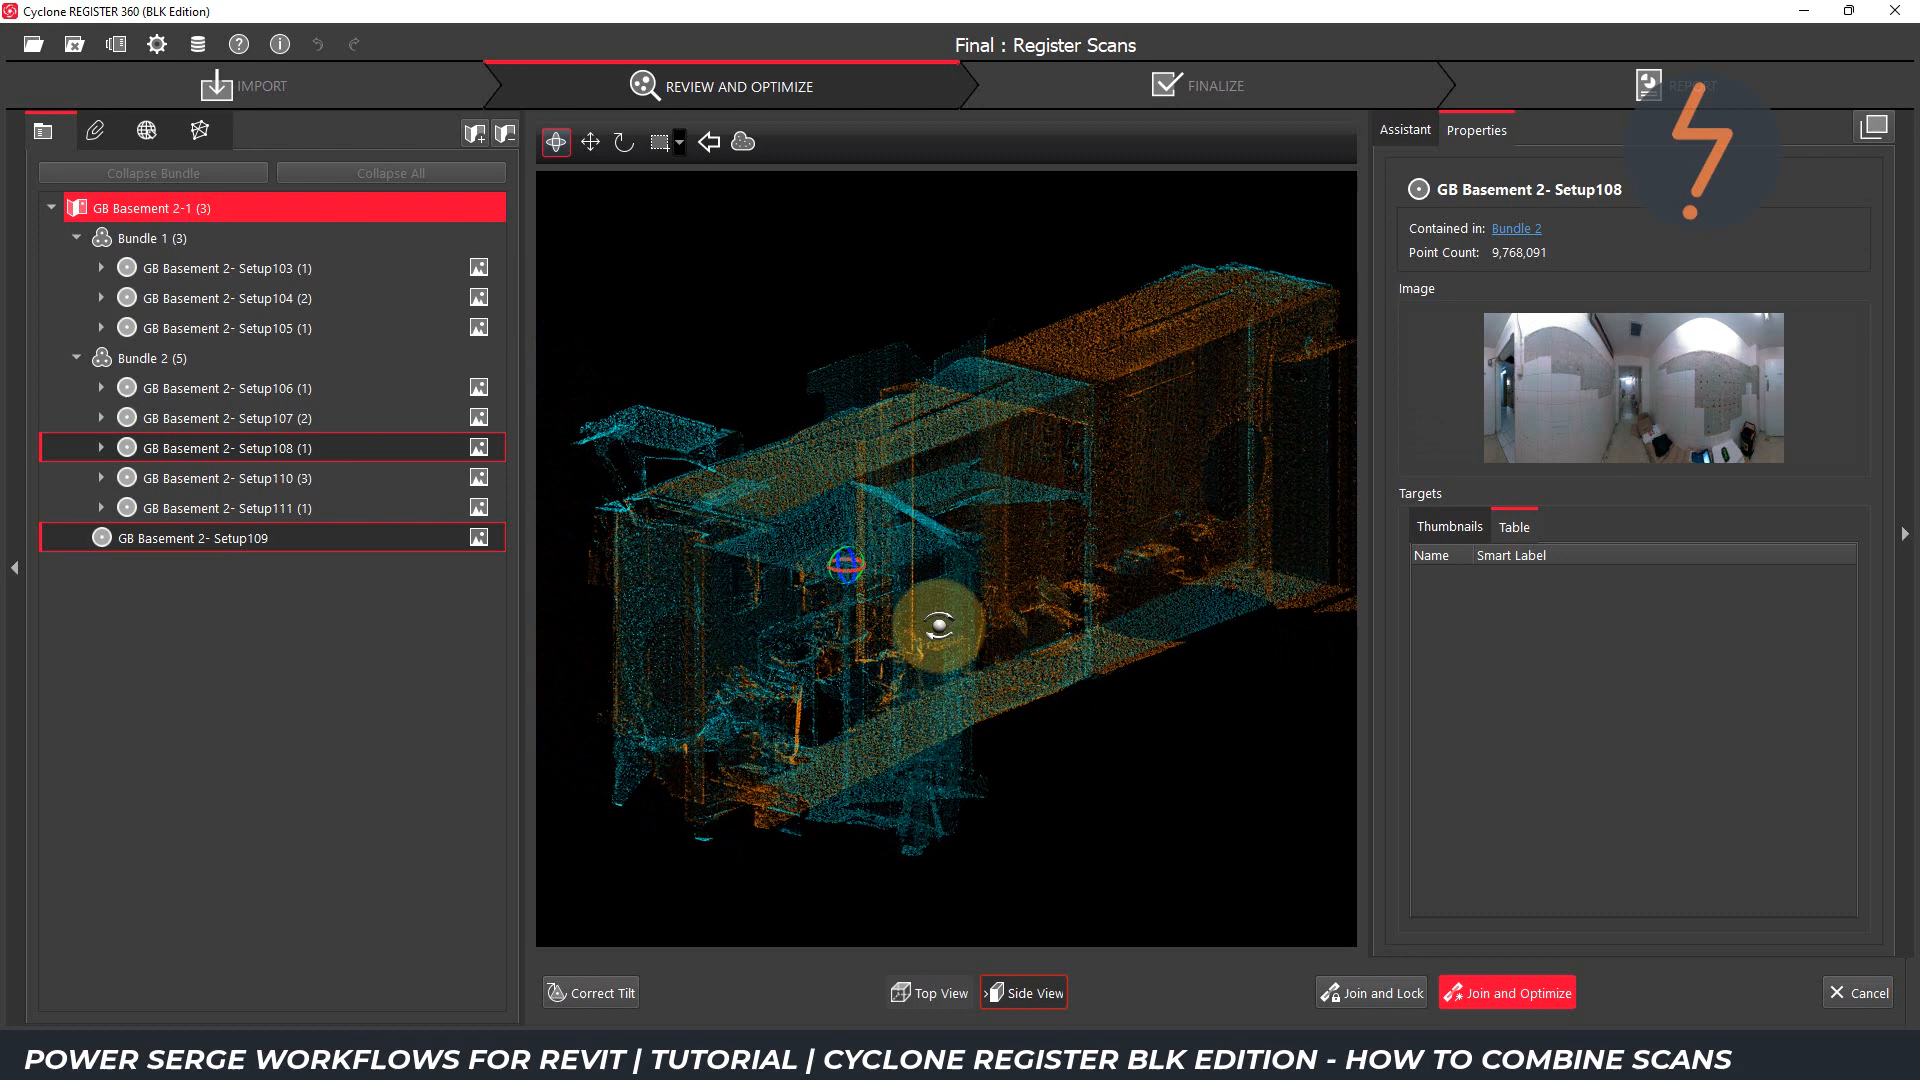 Cyclone REGISTER 360 (BLK Edition)
Final : Register Scans
IMPORT
REVIEW AND OPTIMIZE
FINALIZE
REPORT
Assistant
Properties
Collapse Bundle
Collapse All
GB Basement 2-1 (3)
Bundle 1 (3)
GB Basement 2- Setup103 (1)
GB Basement 2- Setup104 (2)
GB Basement 2- Setup105 (1)
Bundle 2 (5)
GB Basement 2- Setup106 (1)
GB Basement 2- Setup107 (2)
GB Basement 2- Setup108 (1)
GB Basement 2- Setup110 (3)
GB Basement 2- Setup111 (1)
GB Basement 2- Setup109
GB Basement 2- Setup108
Contained in: Bundle 2
Point Count: 9,768,091
Image
Targets
Thumbnails
Table
Name
Smart Label
Correct Tilt
Top View
Side View
Join and Lock
Join and Optimize
Cancel
POWER SERGE WORKFLOWS FOR REVIT | TUTORIAL | CYCLONE REGISTER BLK EDITION - HOW TO COMBINE SCANS